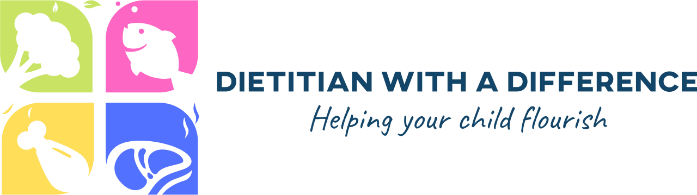 DIETITIAN WITH A DIFFERENCE
Helping your child flourish